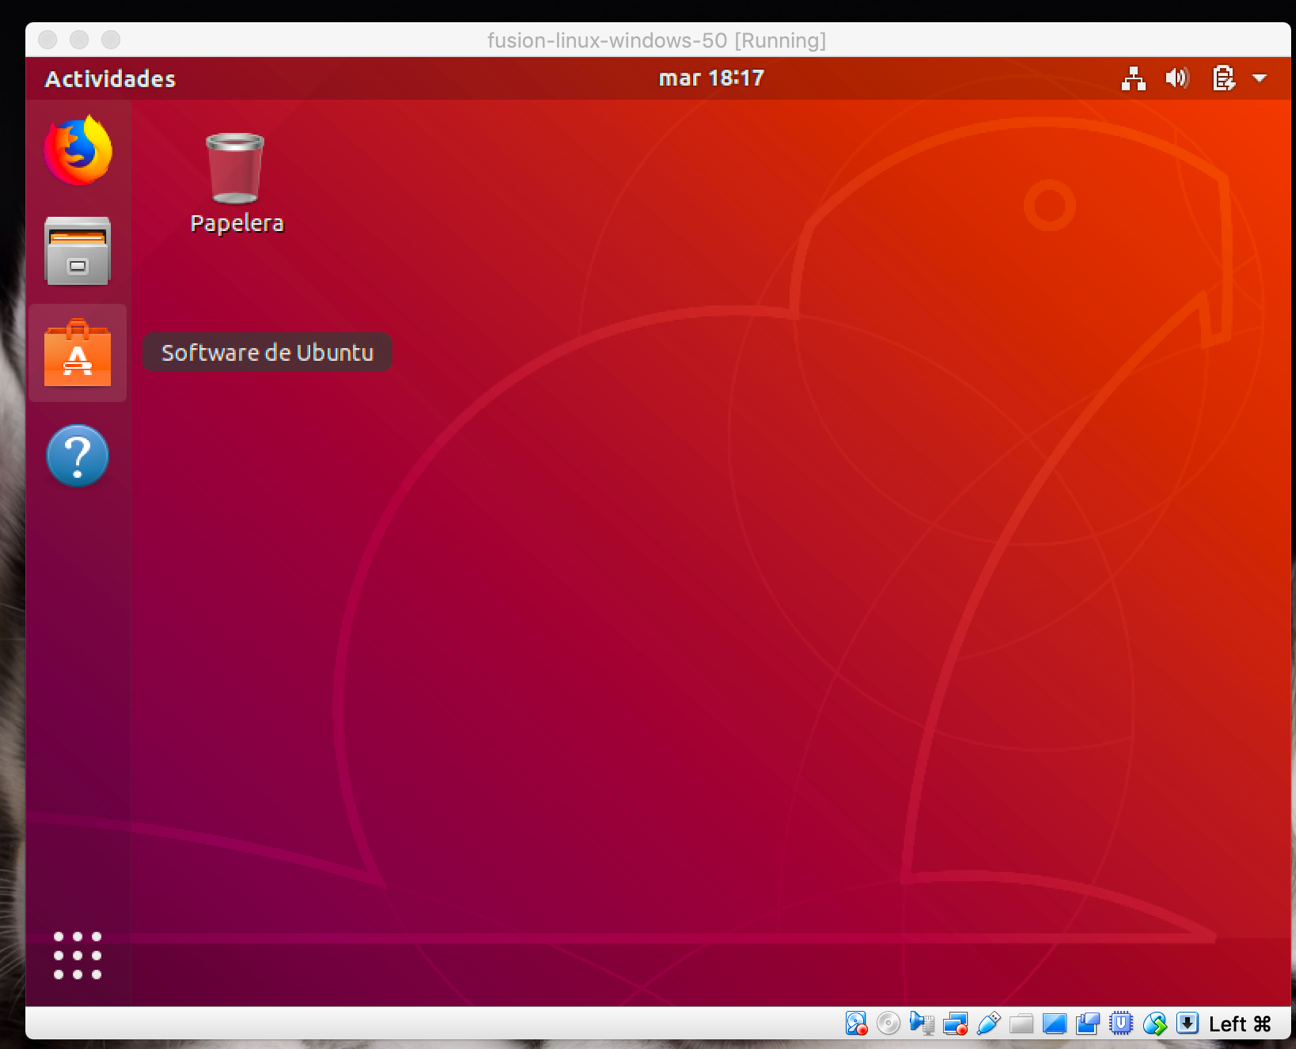 fusion-linux-windows-50 [Running]
Actividades
mar 18:17
Papelera
Software de Ubuntu
Left ⌘